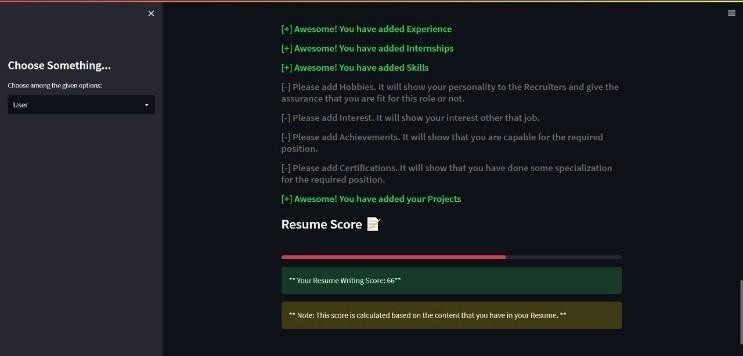 Choose Something...
Choose among the given options:
User
[+] Awesome! You have added Experience
[+] Awesome! You have added Internships
[+] Awesome! You have added Skills
[-] Please add Hobbies. It will show your personality to the Recruiters and give the
assurance that you are fit for this role or not.
[-] Please add Interest. It will show your interest other that job.
[-] Please add Achievements. It will show that you are capable for the required
position.
[-] Please add Certifications. It will show that you have done some specialization
for the required position.
[+] Awesome! You have added your Projects
Resume Score
** Your Resume Writing Score: 66**
** Note: This score is calculated based on the content that you have in your Resume. **